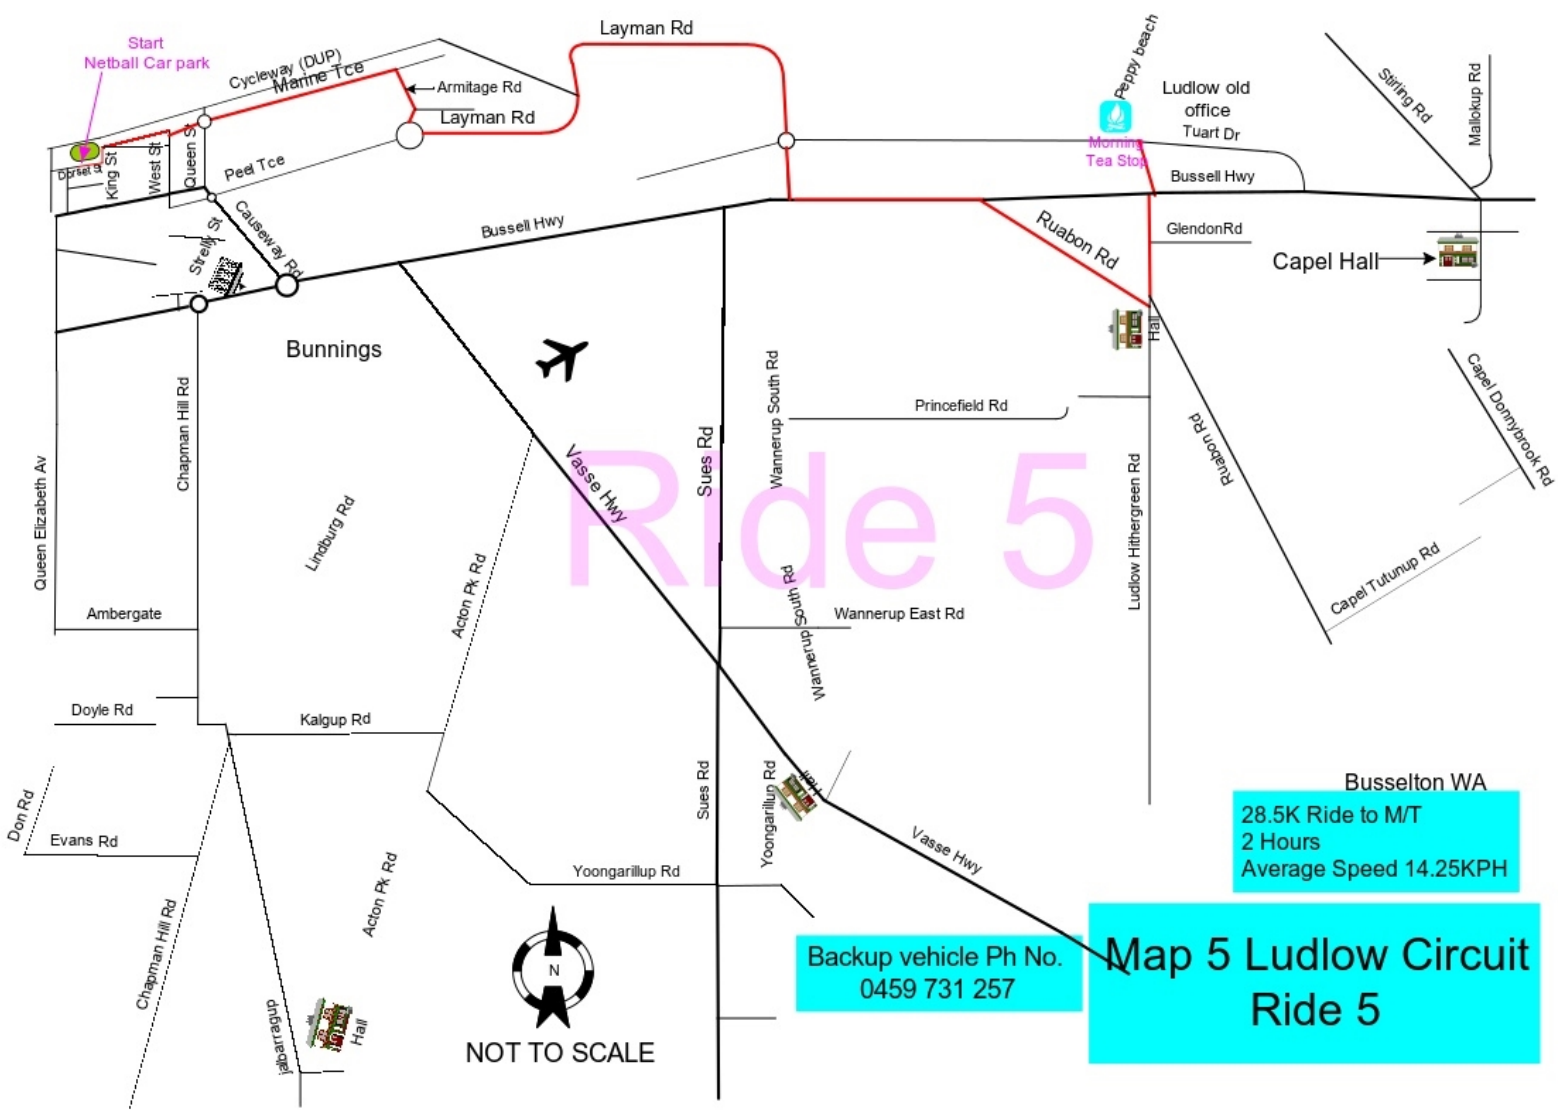 Start
Netball Car park
Cycleway (DUP)
Marine Tce
Armitage Rd
Layman Rd
Layman Rd
Peppy beach
Ludlow old
office
Tuart Dr
Stirling Rd
Mallokup Rd
Morning
Tea Stop
Dorset St
King St
West St
Queen St
Peel Tce
Bussell Hwy
Strelly St
Causeway Rd
Bussell Hwy
Ruabon Rd
GlendonRd
Capel Hall
Hall
Bunnings
Queen Elizabeth Av
Chapman Hill Rd
Lindburg Rd
Acton Pk Rd
Vasse Hwy
Sues Rd
Wannerup South Rd
Princefield Rd
Ludlow Hithergreen Rd
Ruabon Rd
Capel Donnybrook Rd
Capel Tutunup Rd
Ride 5
Wannerup South Rd
Wannerup East Rd
Ambergate
Doyle Rd
Kalgup Rd
Don Rd
Evans Rd
Chapman Hill Rd
Acton Pk Rd
jalbarragup
Hall
Yoongarillup Rd
Sues Rd
Yoongarillup Rd
Hall
Vasse Hwy
N
NOT TO SCALE
Busselton WA
28.5K Ride to M/T
2 Hours
Average Speed 14.25KPH
Backup vehicle Ph No.
0459 731 257
Map 5 Ludlow Circuit
Ride 5